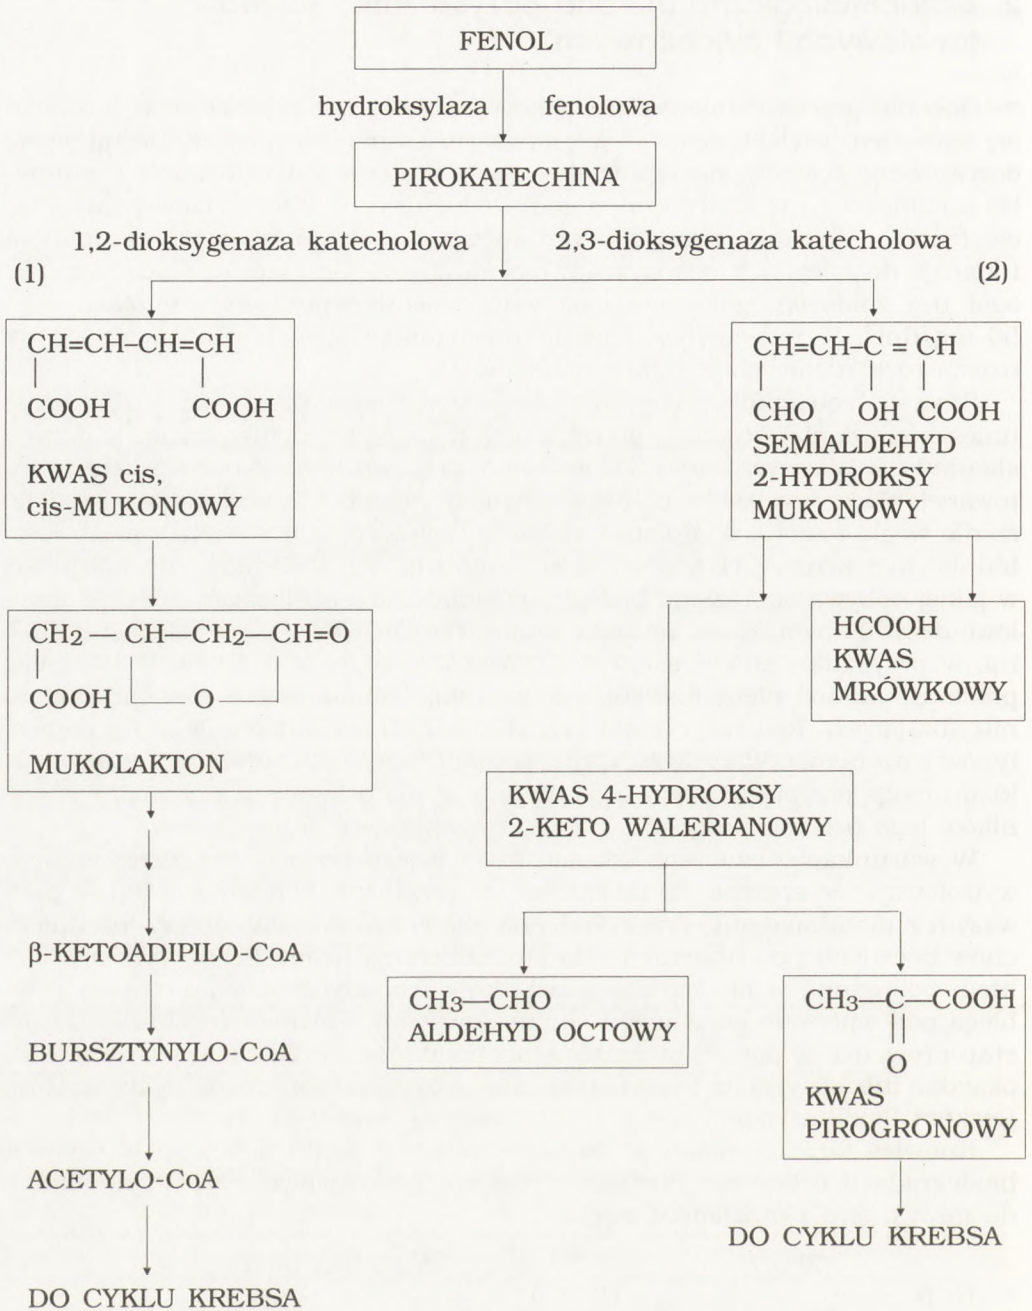 FENOL
hydroksylaza fenolowa
PIROKATECHINA
1,2-dioksygenaza katecholowa 2,3-dioksygenaza katecholowa
(1) (2)
CH=CH-CH=CH
COOH COOH
KWAS cis,
cis-MUKONOWY
CH=CH–C = CH
CHO OH COOH
SEMIALDEHYD
2-HYDROKSY
MUKONOWY
CH2 — CH—CH2 —CH=O
COOH O
MUKOLAKTON
HCOOH
KWAS
MRÓWKOWY
KWAS 4-HYDROKSY
2-KETO WALERIANOWY
β-KETOADIPILO-CoA
BURSZTYNYLO-CoA
ACETYLO-CoA
DO CYKLU KREBSA
CH3—CHO
ALDEHYD OCTOWY
CH3—C—COOH
O
KWAS
PIROGRONOWY
DO CYKLU KREBSA